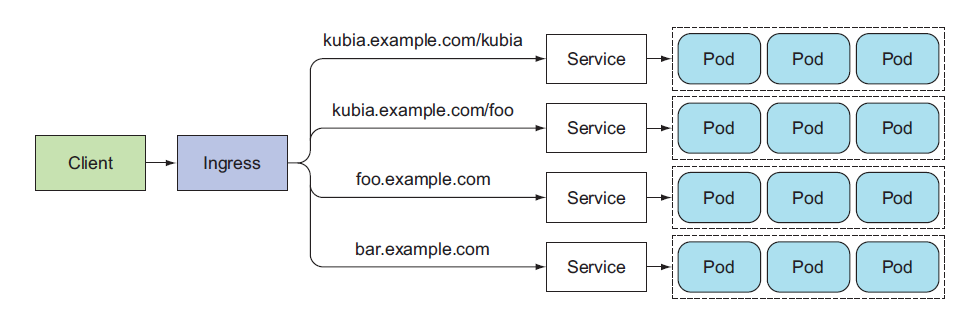 kubia.example.com/kubia
Service
Pod Pod Pod
kubia.example.com/foo
Service
Pod Pod Pod
Client
Ingress
foo.example.com
Service
Pod Pod Pod
bar.example.com
Service
Pod Pod Pod